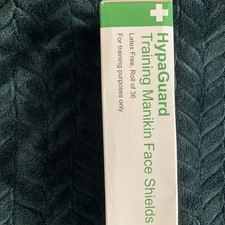 HypaGuard
Training Manikin Face Shields
Latex Free, Roll of 36
For training purposes only